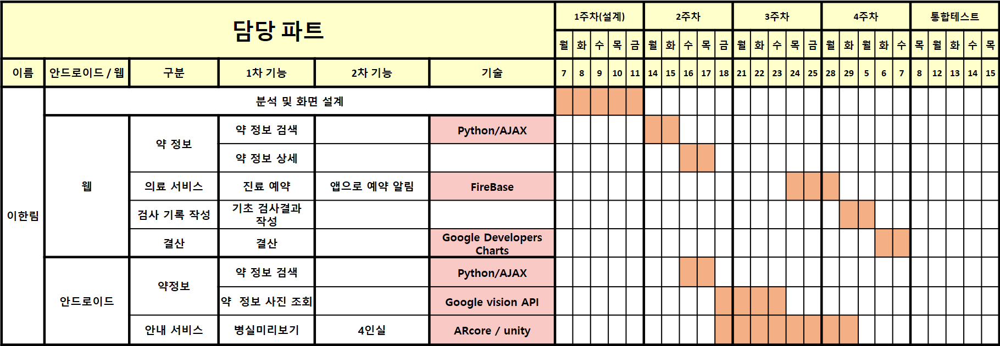 담당 파트
1주차(설계) 2주차 3주차 4주차 통합테스트
월 화 수 목 금 월 화 수 목 금 월 화 수 목 금 월 화 월 화 수 목 월 화 수 목
이름 안드로이드 / 웹 구분 1차 기능 2차 기능 기술 7 8 9 10 11 14 15 16 17 18 21 22 23 24 25 28 29 5 6 7 8 12 13 14 15
이한림
분석 및 화면 설계
웹
약 정보
약 정보 검색 Python/AJAX
약 정보 상세
의료 서비스 진료 예약 앱으로 예약 알림 FireBase
검사 기록 작성 기초 검사결과
작성
결산 결산 Google Developers
Charts
안드로이드
약정보
약 정보 검색 Python/AJAX
약 정보 사진 조회 Google vision API
안내 서비스 병실미리보기 4인실 ARcore / unity